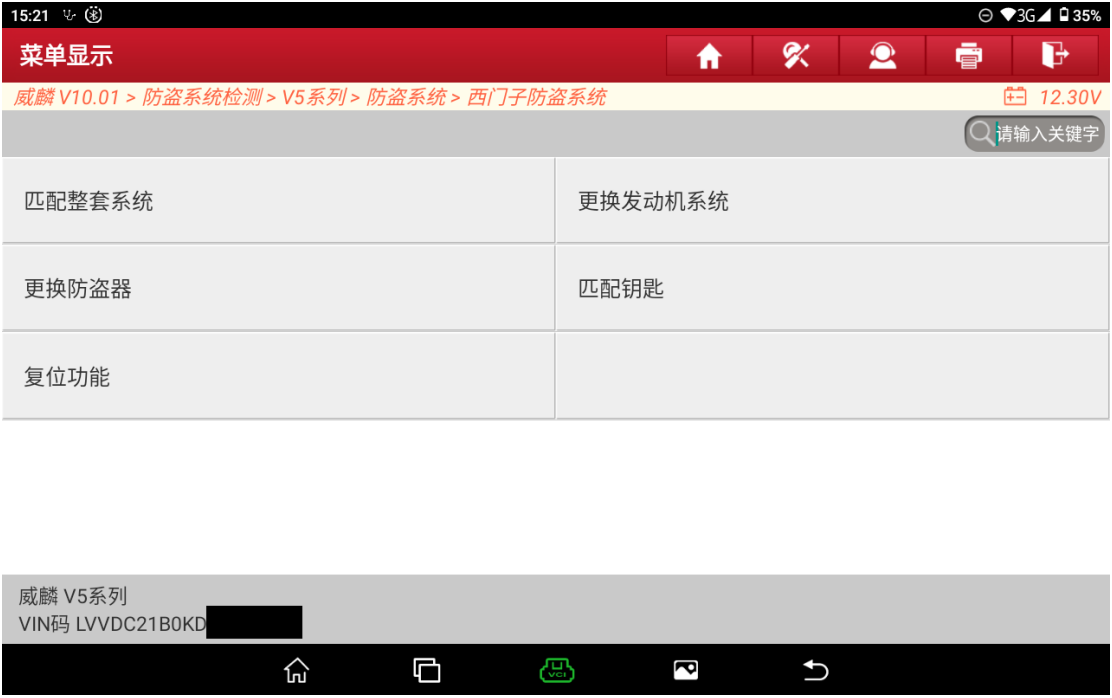 15:21
3G 35%
菜单显示
威麟 V10.01 > 防盗系统检测 > V5系列 > 防盗系统 > 西门子防盗系统
12.30V
请输入关键字
匹配整套系统
更换发动机系统
更换防盗器
匹配钥匙
复位功能
威麟 V5系列
VIN码 LVVDC21B0KD
VCI